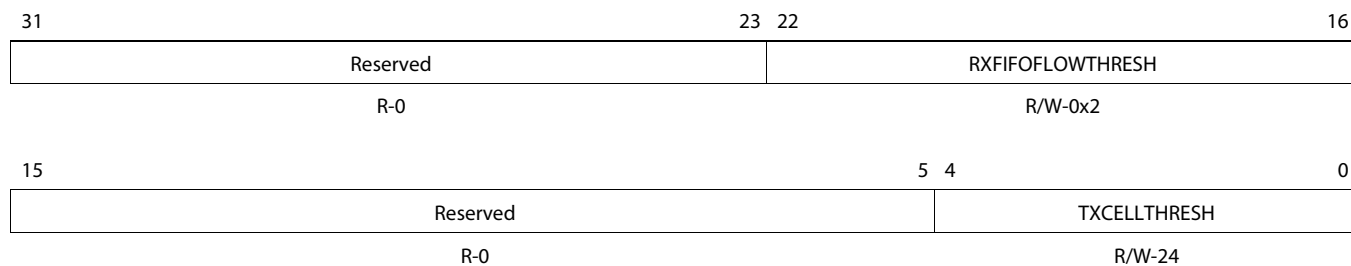 31 23 22 16
Reserved RXFIFOFLOWTHRESH
R-0 R/W-0x2
15 5 4 0
Reserved TXCELLTHRESH
R-0 R/W-24